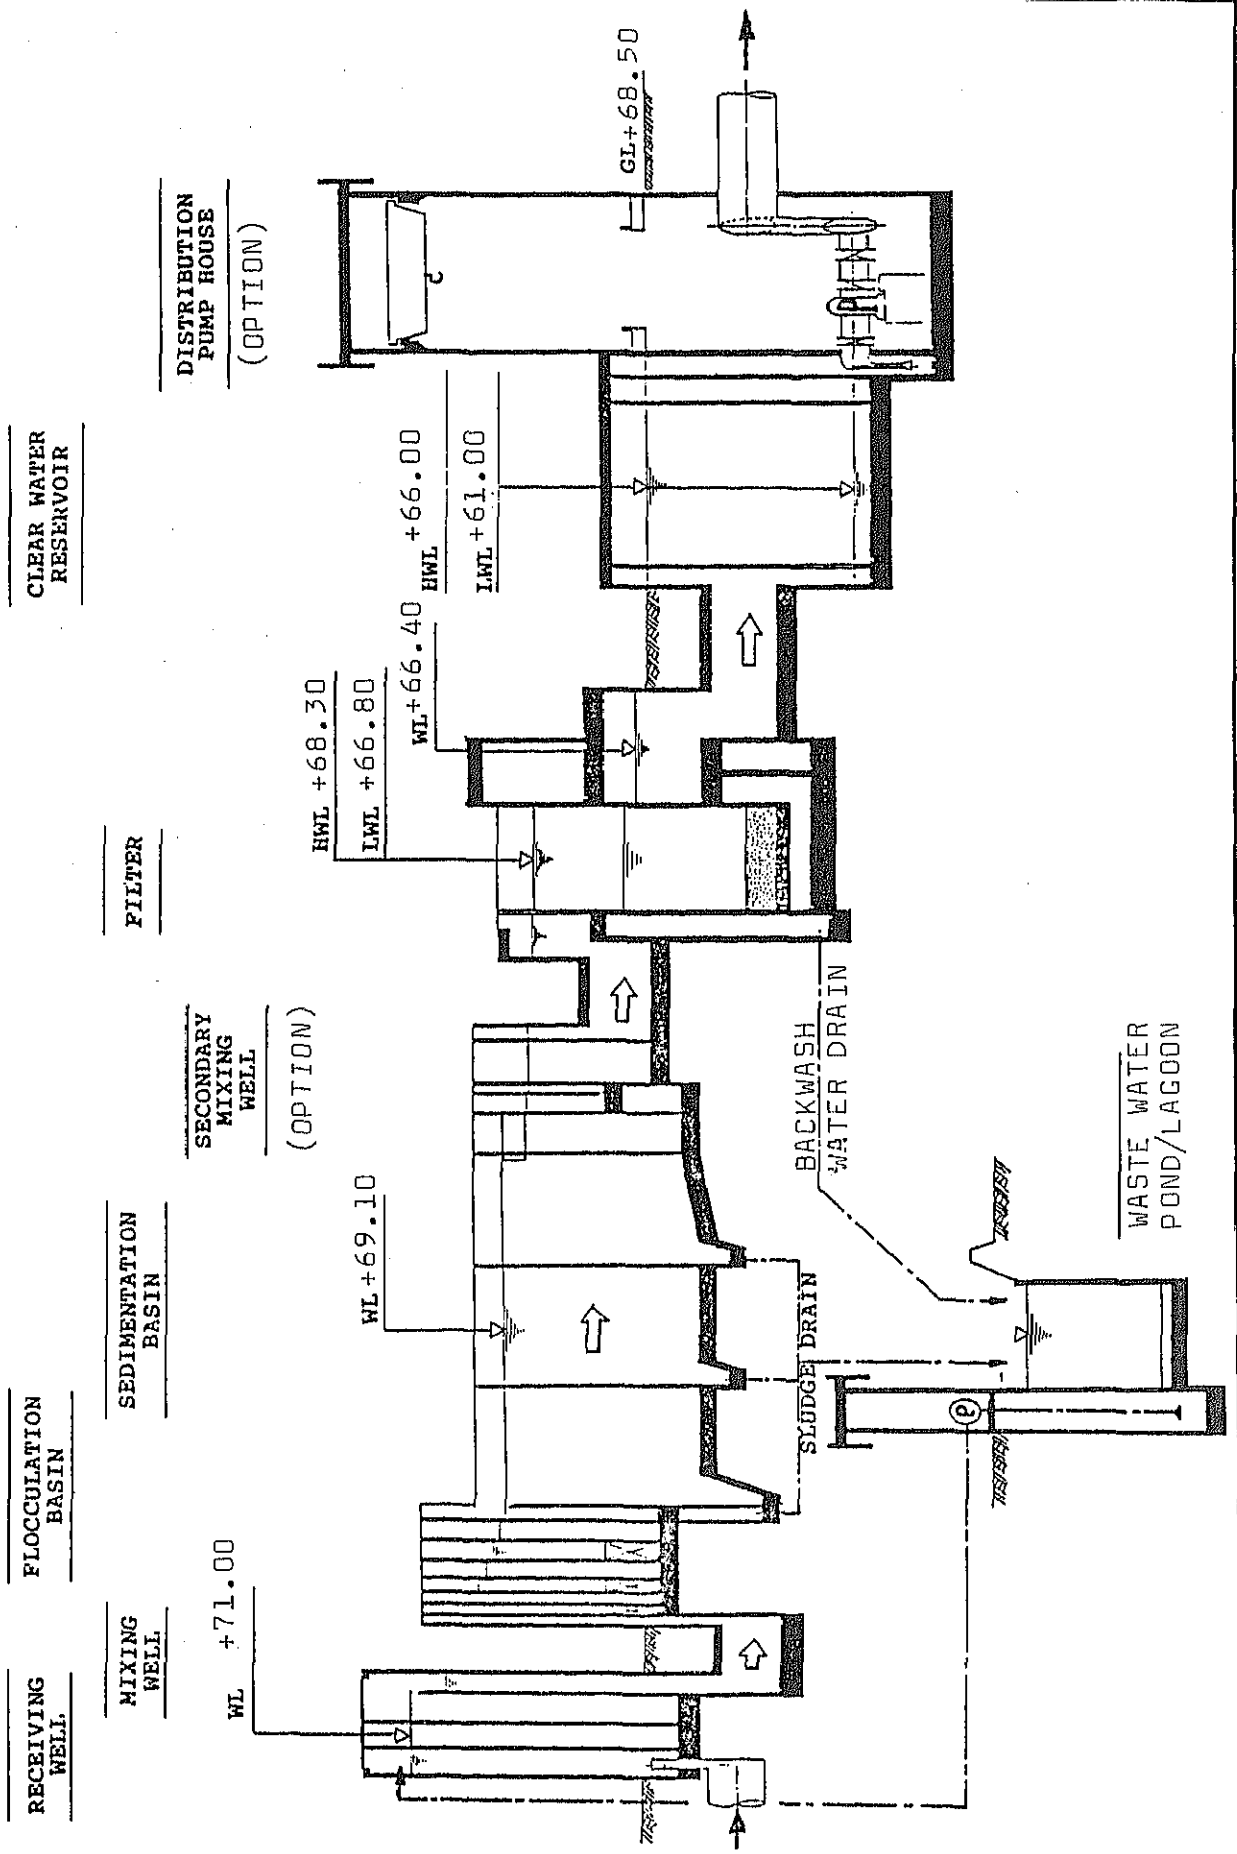 RECEIVING
WELL
MIXING
WELL
FLOCCULATION
BASIN
SEDIMENTATION
BASIN
SECONDARY
MIXING
WELL
(OPTION)
FILTER
CLEAR WATER
RESERVOIR
DISTRIBUTION
PUMP HOUSE
(OPTION)
WL +71.00
WL+69.10
HWL +68.30
LWL +66.80
WL+66.40
HWL +66.00
LWL +61.00
GL+68.50
P
SLUDGE DRAIN
BACKWASH
WATER DRAIN
P
WASTE WATER
POND/LAGOON